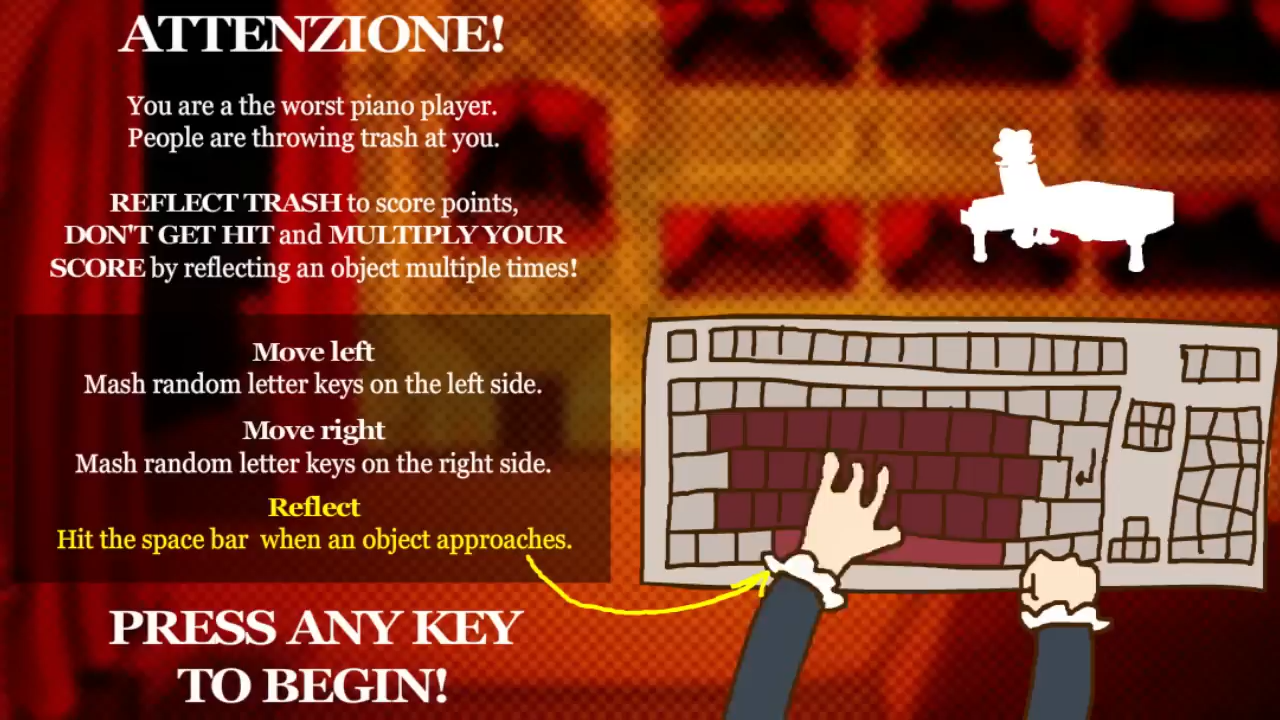 ATTENZIONE!
You are a the worst piano player.
People are throwing trash at you.
REFLECT TRASH to score points,
DON'T GET HIT and MULTIPLY YOUR
SCORE by reflecting an object multiple times!
Move left
Mash random letter keys on the left side.
Move right
Mash random letter keys on the right side.
Reflect
Hit the space bar  when an object approaches.
PRESS ANY KEY
TO BEGIN!